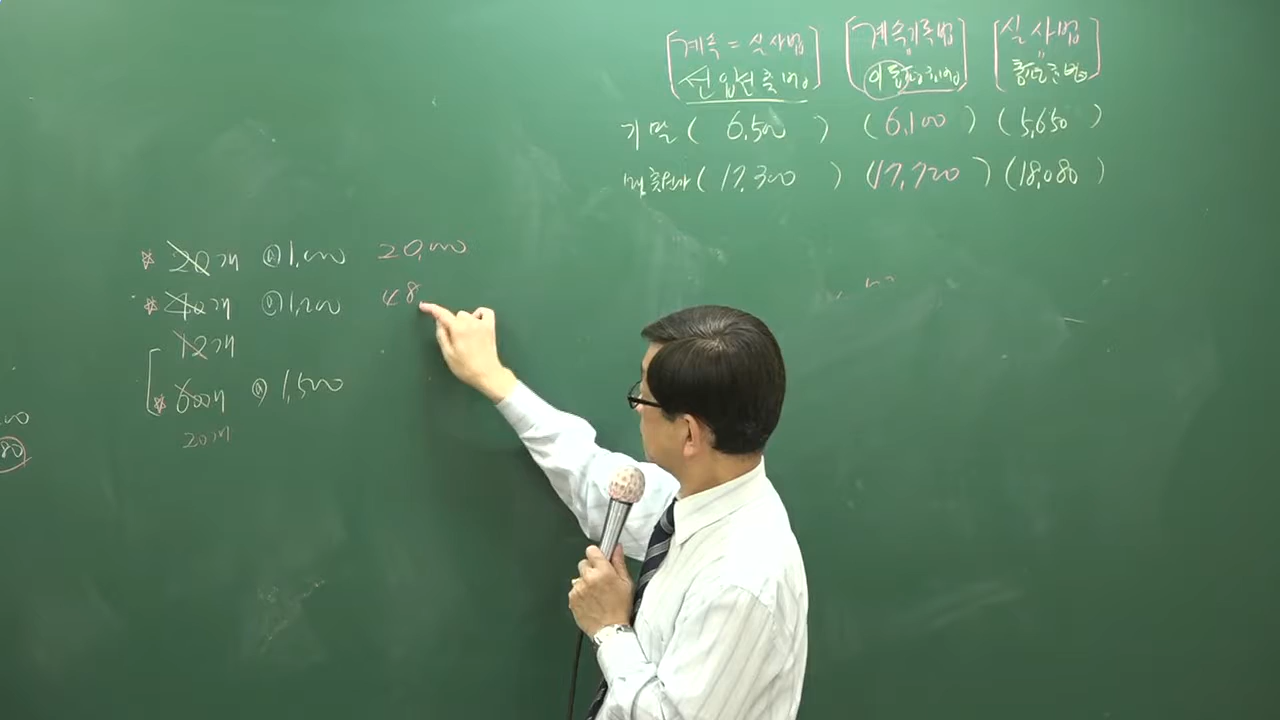 [계속 = 실사법] [계속기록법] [실사법]
[선입선출법] [이동평균법] [총평균법]
기말 ( 6,500 ) ( 6,100 ) ( 5,650 )
매출원가 ( 17,300 ) ( 17,720 ) ( 18,080 )
* 20개 @1,000 20,000
* 40개 @1,200 48
12개
* 60개 @1,500
20개
80